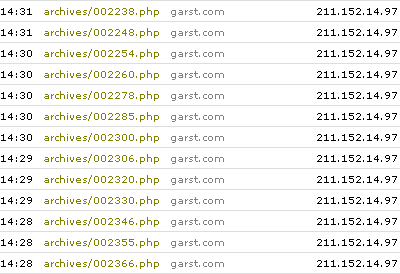 14:31 archives/002238.php garst.com 211.152.14.97
14:31 archives/002248.php garst.com 211.152.14.97
14:30 archives/002254.php garst.com 211.152.14.97
14:30 archives/002260.php garst.com 211.152.14.97
14:30 archives/002278.php garst.com 211.152.14.97
14:30 archives/002285.php garst.com 211.152.14.97
14:30 archives/002300.php garst.com 211.152.14.97
14:29 archives/002306.php garst.com 211.152.14.97
14:29 archives/002320.php garst.com 211.152.14.97
14:29 archives/002330.php garst.com 211.152.14.97
14:28 archives/002346.php garst.com 211.152.14.97
14:28 archives/002355.php garst.com 211.152.14.97
14:28 archives/002366.php garst.com 211.152.14.97